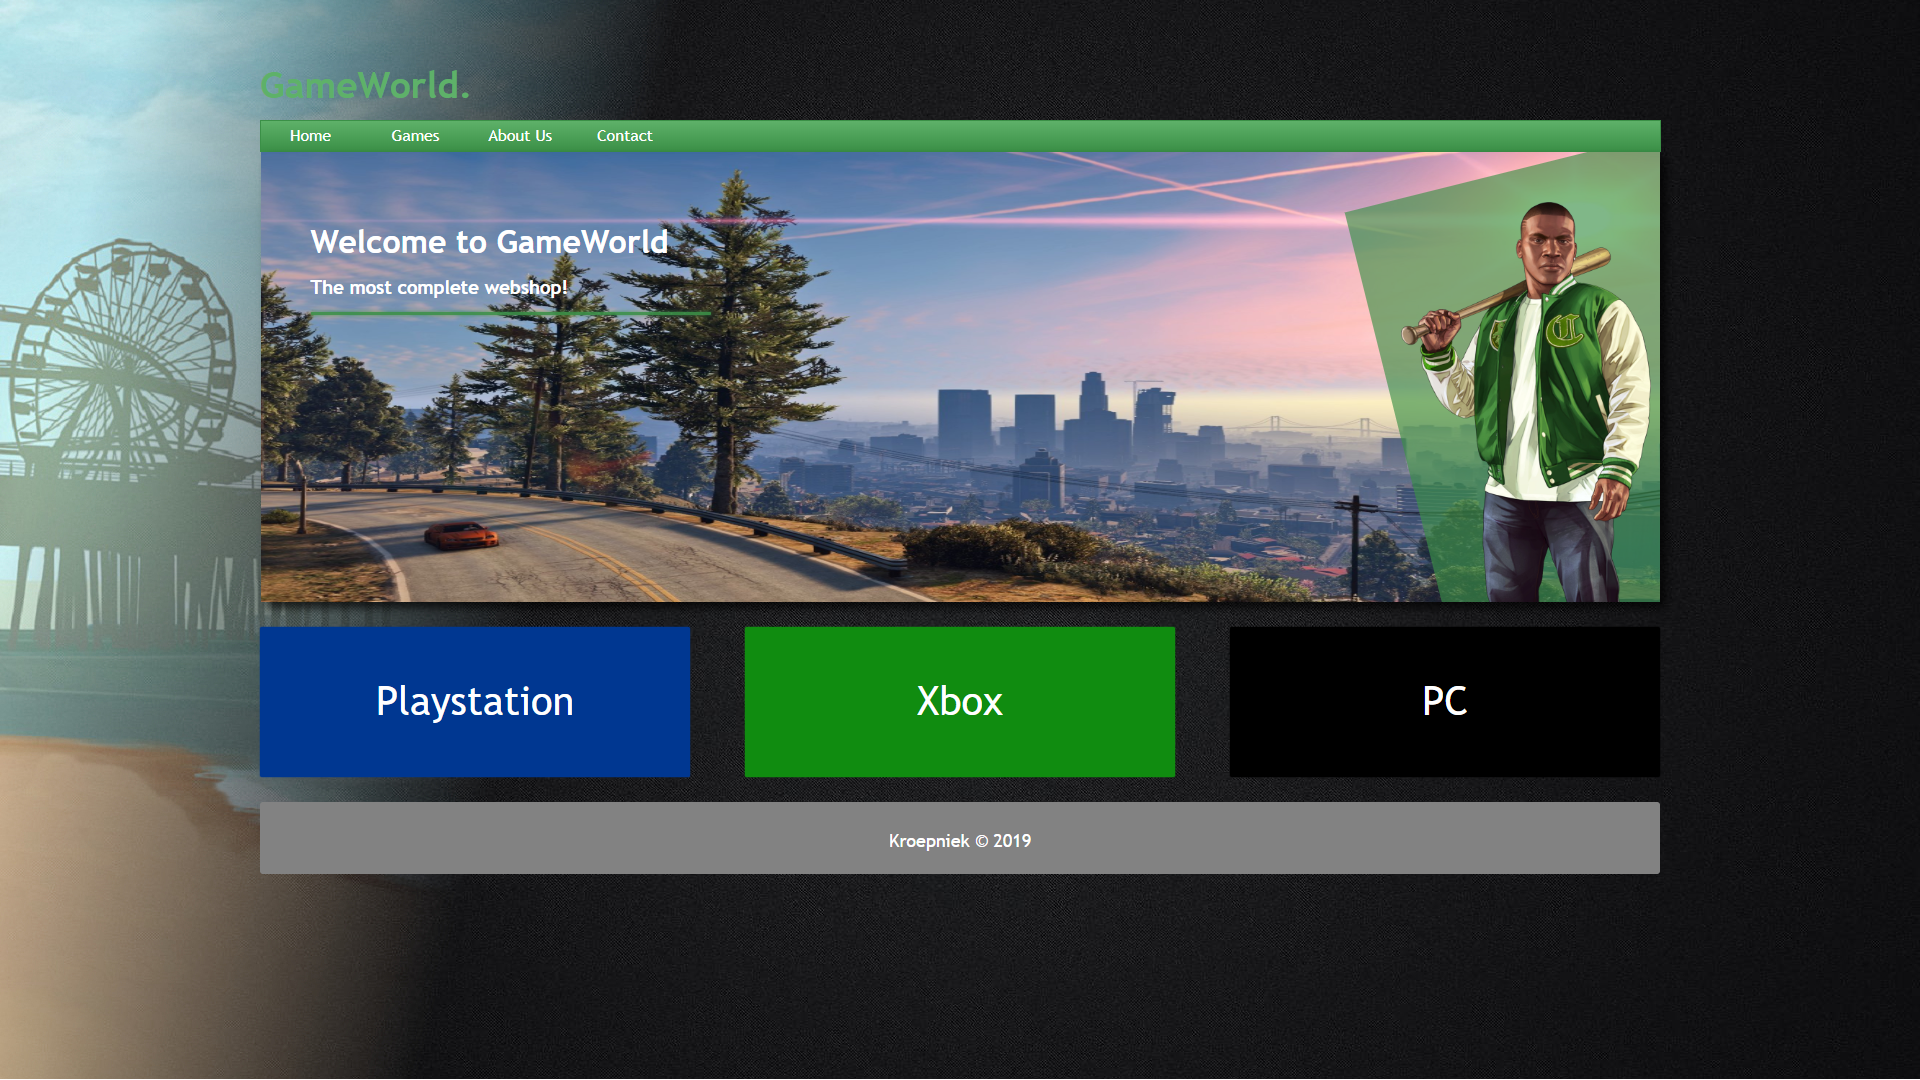 GameWorld.
Home Games About Us Contact
Welcome to GameWorld
The most complete webshop!
Playstation Xbox PC
Kroepniek © 2019